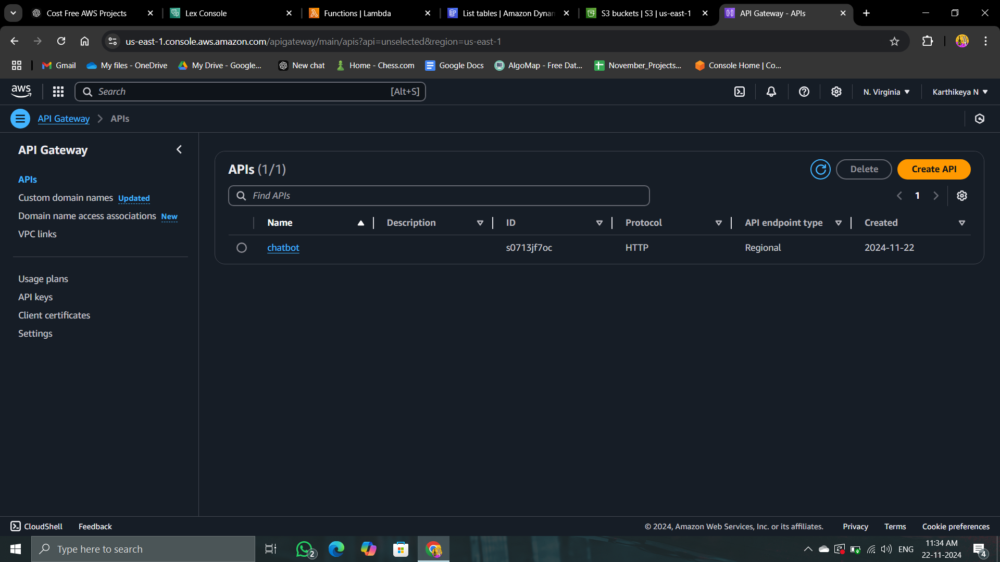 Cost Free AWS Projects
Lex Console
Functions | Lambda
List tables | Amazon Dynan
S3 buckets | S3 | us-east-1
API Gateway - APIs
us-east-1.console.aws.amazon.com/apigateway/main/apis?api=unselected&region=us-east-1
Gmail
My files - OneDrive
My Drive - Google...
New chat
Home - Chess.com
Google Docs
AlgoMap - Free Dat...
November_Projects...
Console Home | Co...
aws
Search
[Alt+S]
N. Virginia
Karthikeya N
API Gateway
APIs
API Gateway
APIs
Custom domain names Updated
Domain name access associations New
VPC links
Usage plans
API keys
Client certificates
Settings
APIs (1/1)
Delete
Create API
Find APIs
1
Name Description ID Protocol API endpoint type Created
chatbot s0713jf7oc HTTP Regional 2024-11-22
CloudShell
Feedback
© 2024, Amazon Web Services, Inc. or its affiliates.
Privacy
Terms
Cookie preferences
Type here to search
2
ENG
11:34 AM
22-11-2024
4